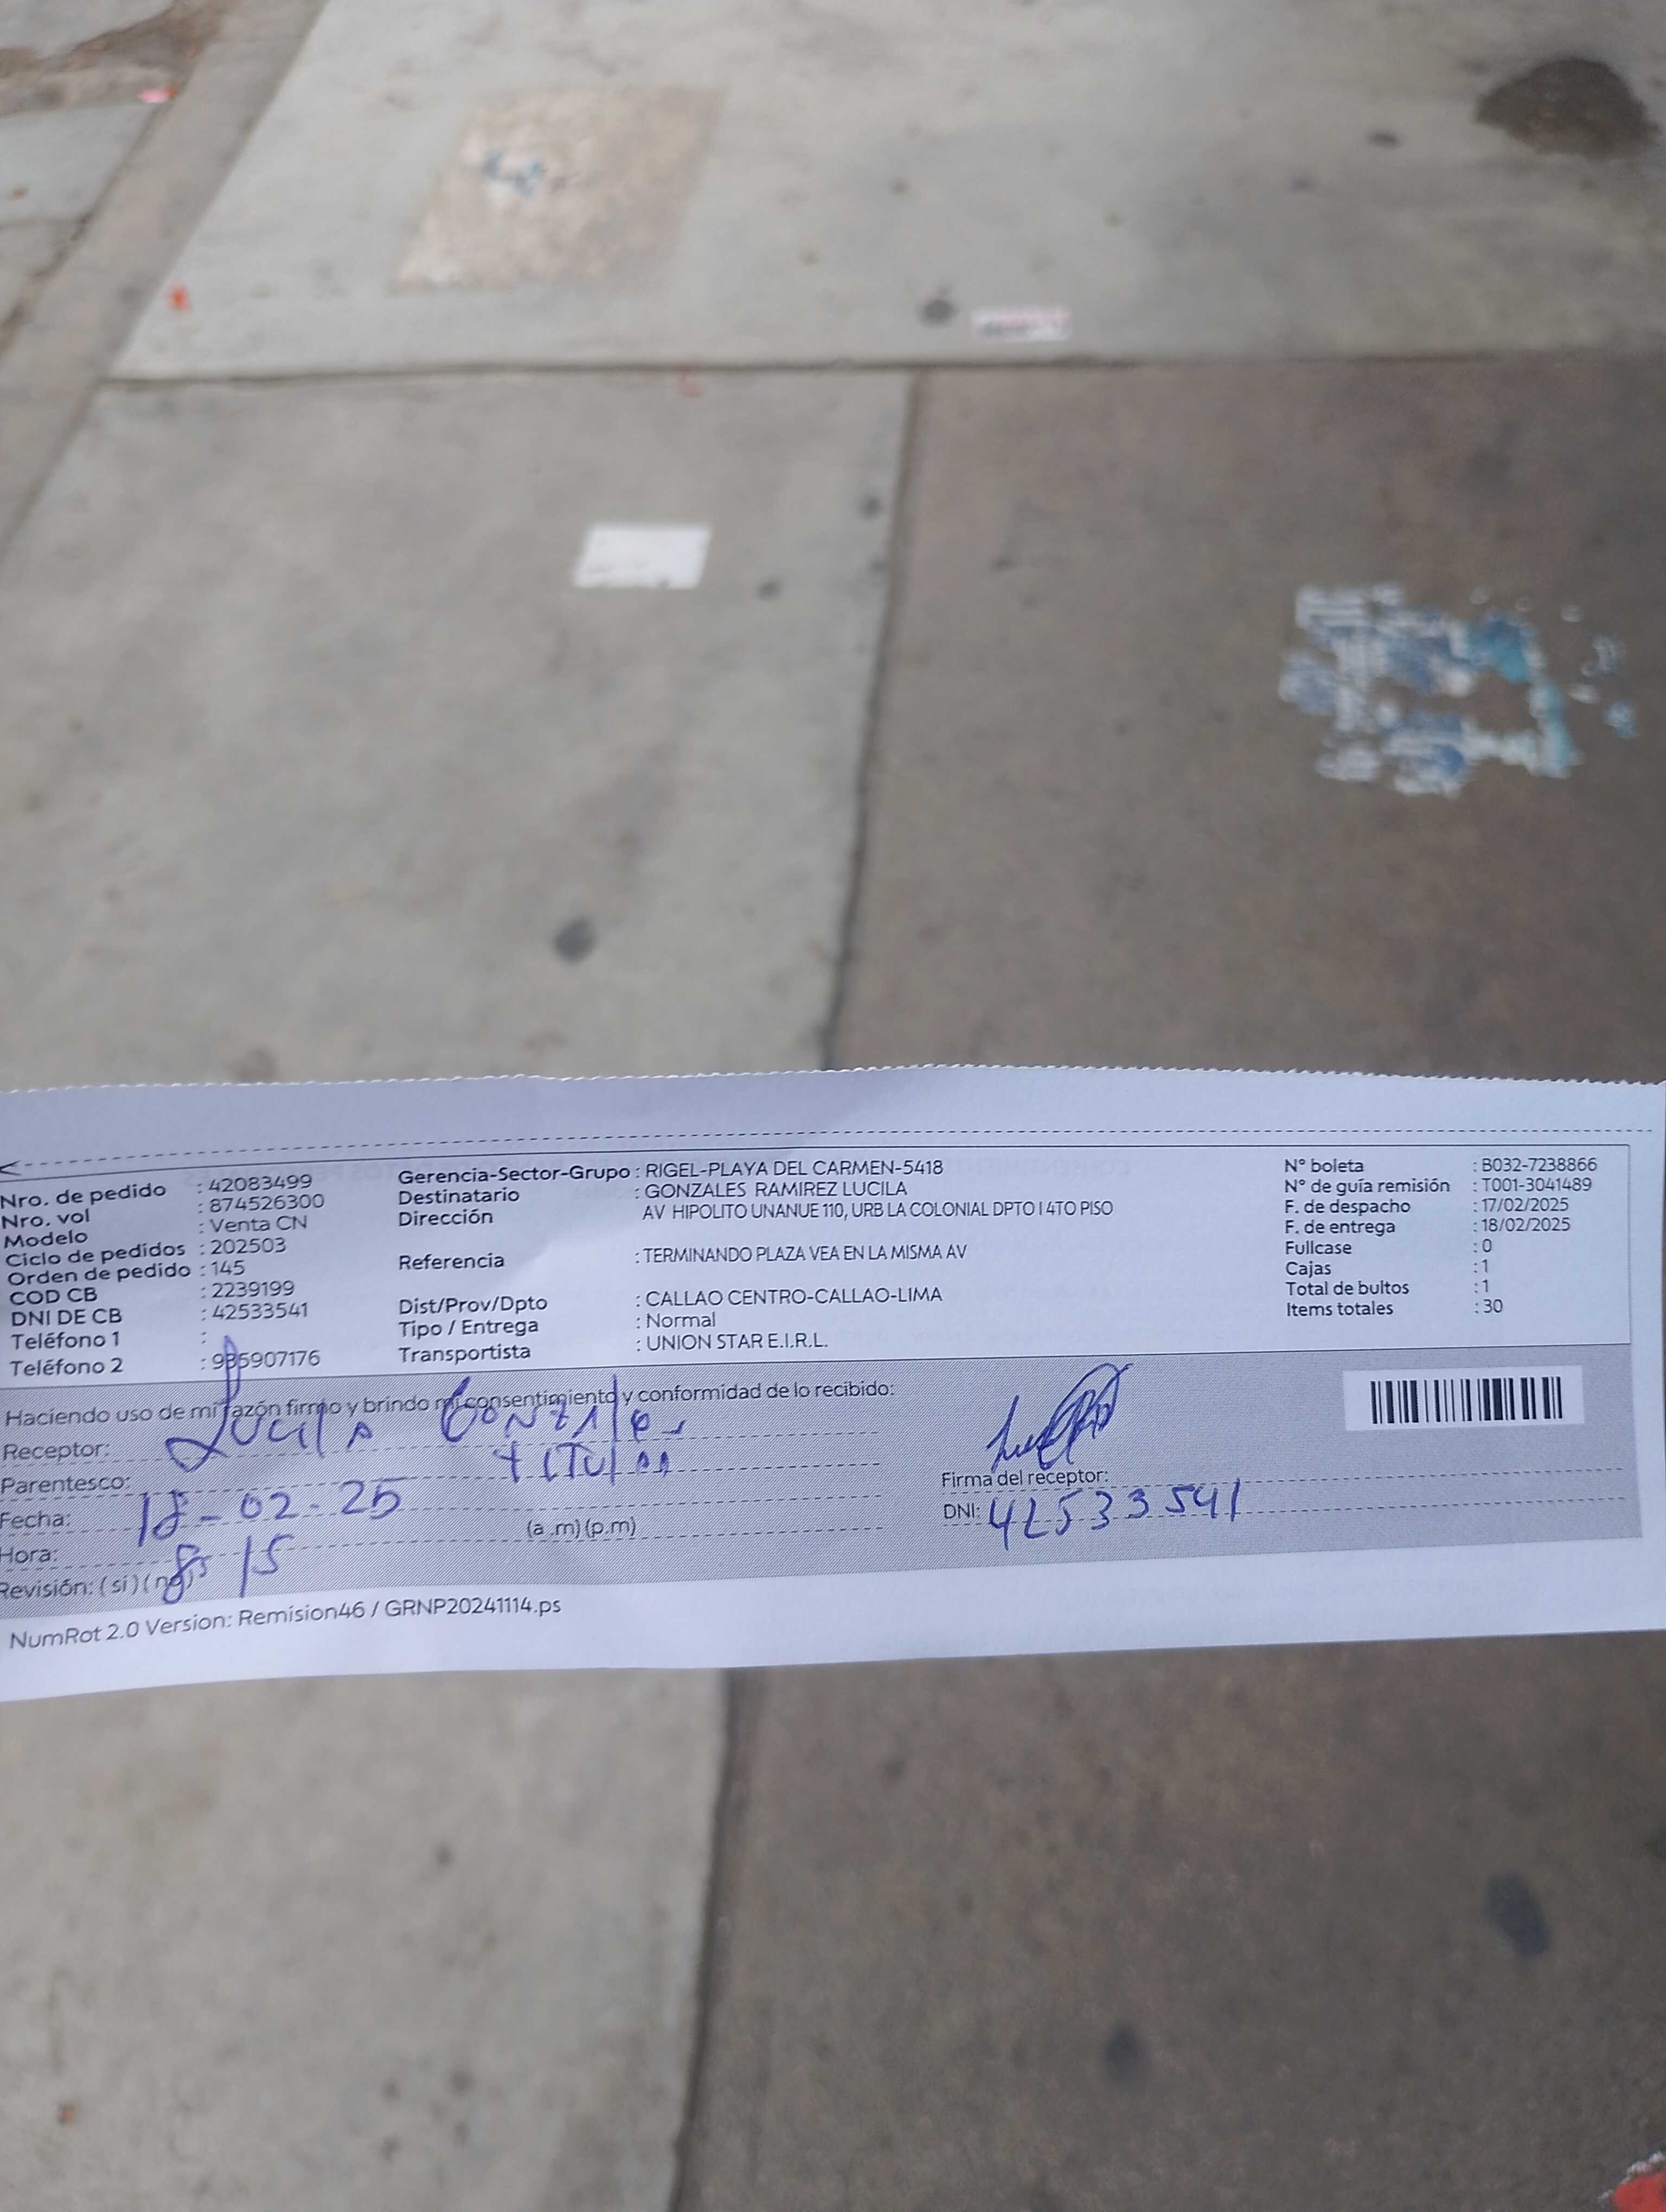 Nro. de pedido : 42083499
Nro. vol : 874526300
Modelo : Venta CN
Ciclo de pedidos : 202503
Orden de pedido : 145
COD CB : 2239199
DNI DE CB : 42533541
Teléfono 1 :
Teléfono 2 : 985907176
Gerencia-Sector-Grupo : RIGEL-PLAYA DEL CARMEN-5418
Destinatario : GONZALES RAMIREZ LUCILA
Dirección AV HIPOLITO UNANUE 110, URB LA COLONIAL DPTO I 4TO PISO
Referencia : TERMINANDO PLAZA VEA EN LA MISMA AV
Dist/Prov/Dpto : CALLAO CENTRO-CALLAO-LIMA
Tipo / Entrega : Normal
Transportista : UNION STAR E.I.R.L.
N° boleta : B032-7238866
N° de guía remisión : T001-3041489
F. de despacho : 17/02/2025
F. de entrega : 18/02/2025
Fullcase : 0
Cajas : 1
Total de bultos : 1
Items totales : 30
Haciendo uso de mi razón firmo y brindo mi consentimiento y conformidad de lo recibido:
Receptor: Lucila Gonzales
Parentesco: titular
Fecha: 18-02-25
Hora: 8 15 (a .m) (p.m)
Revisión: ( si ) ( no )
Firma del receptor:
DNI: 42533541
NumRot 2.0 Version: Remision46 / GRNP20241114.ps